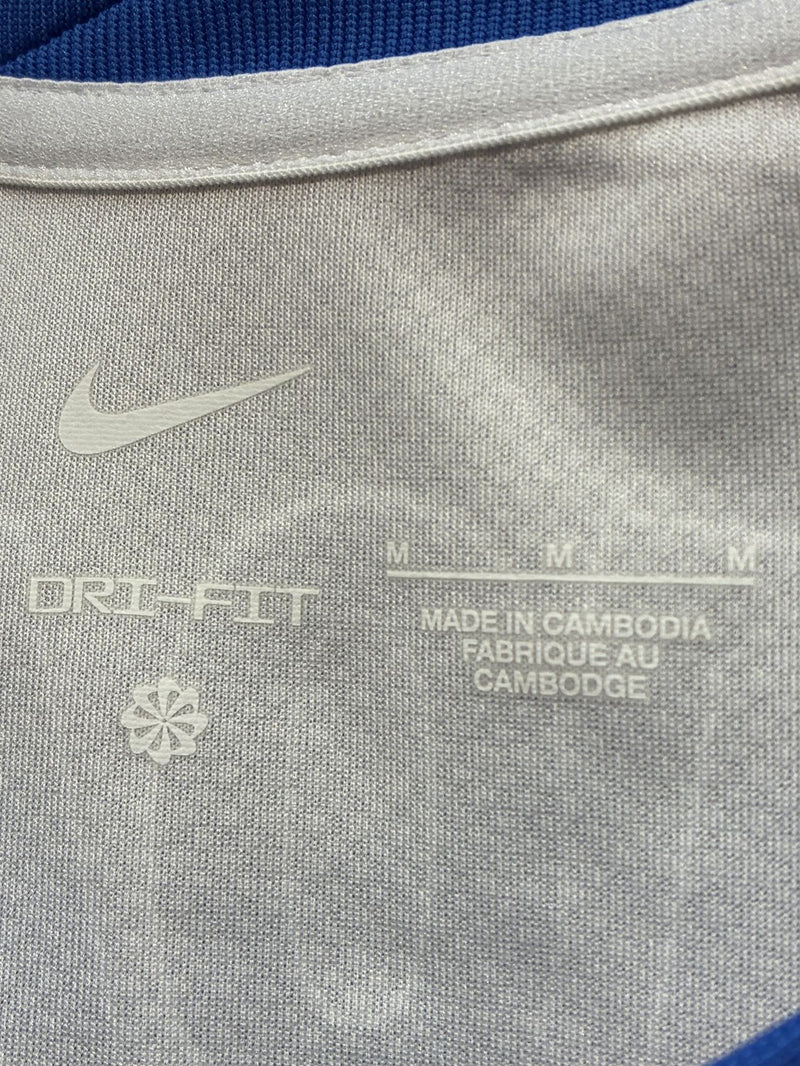 DRI-FIT
M M M
MADE IN CAMBODIA
FABRIQUE AU
CAMBODGE